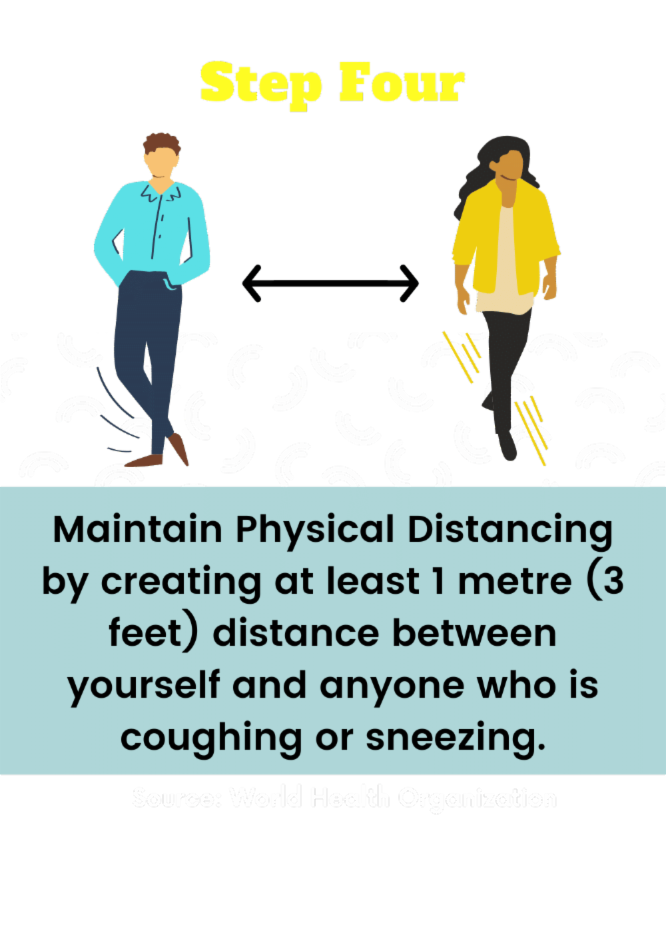 Step Four
Maintain Physical Distancing
by creating at least 1 metre (3
feet) distance between
yourself and anyone who is
coughing or sneezing.
Source: World Health Organization